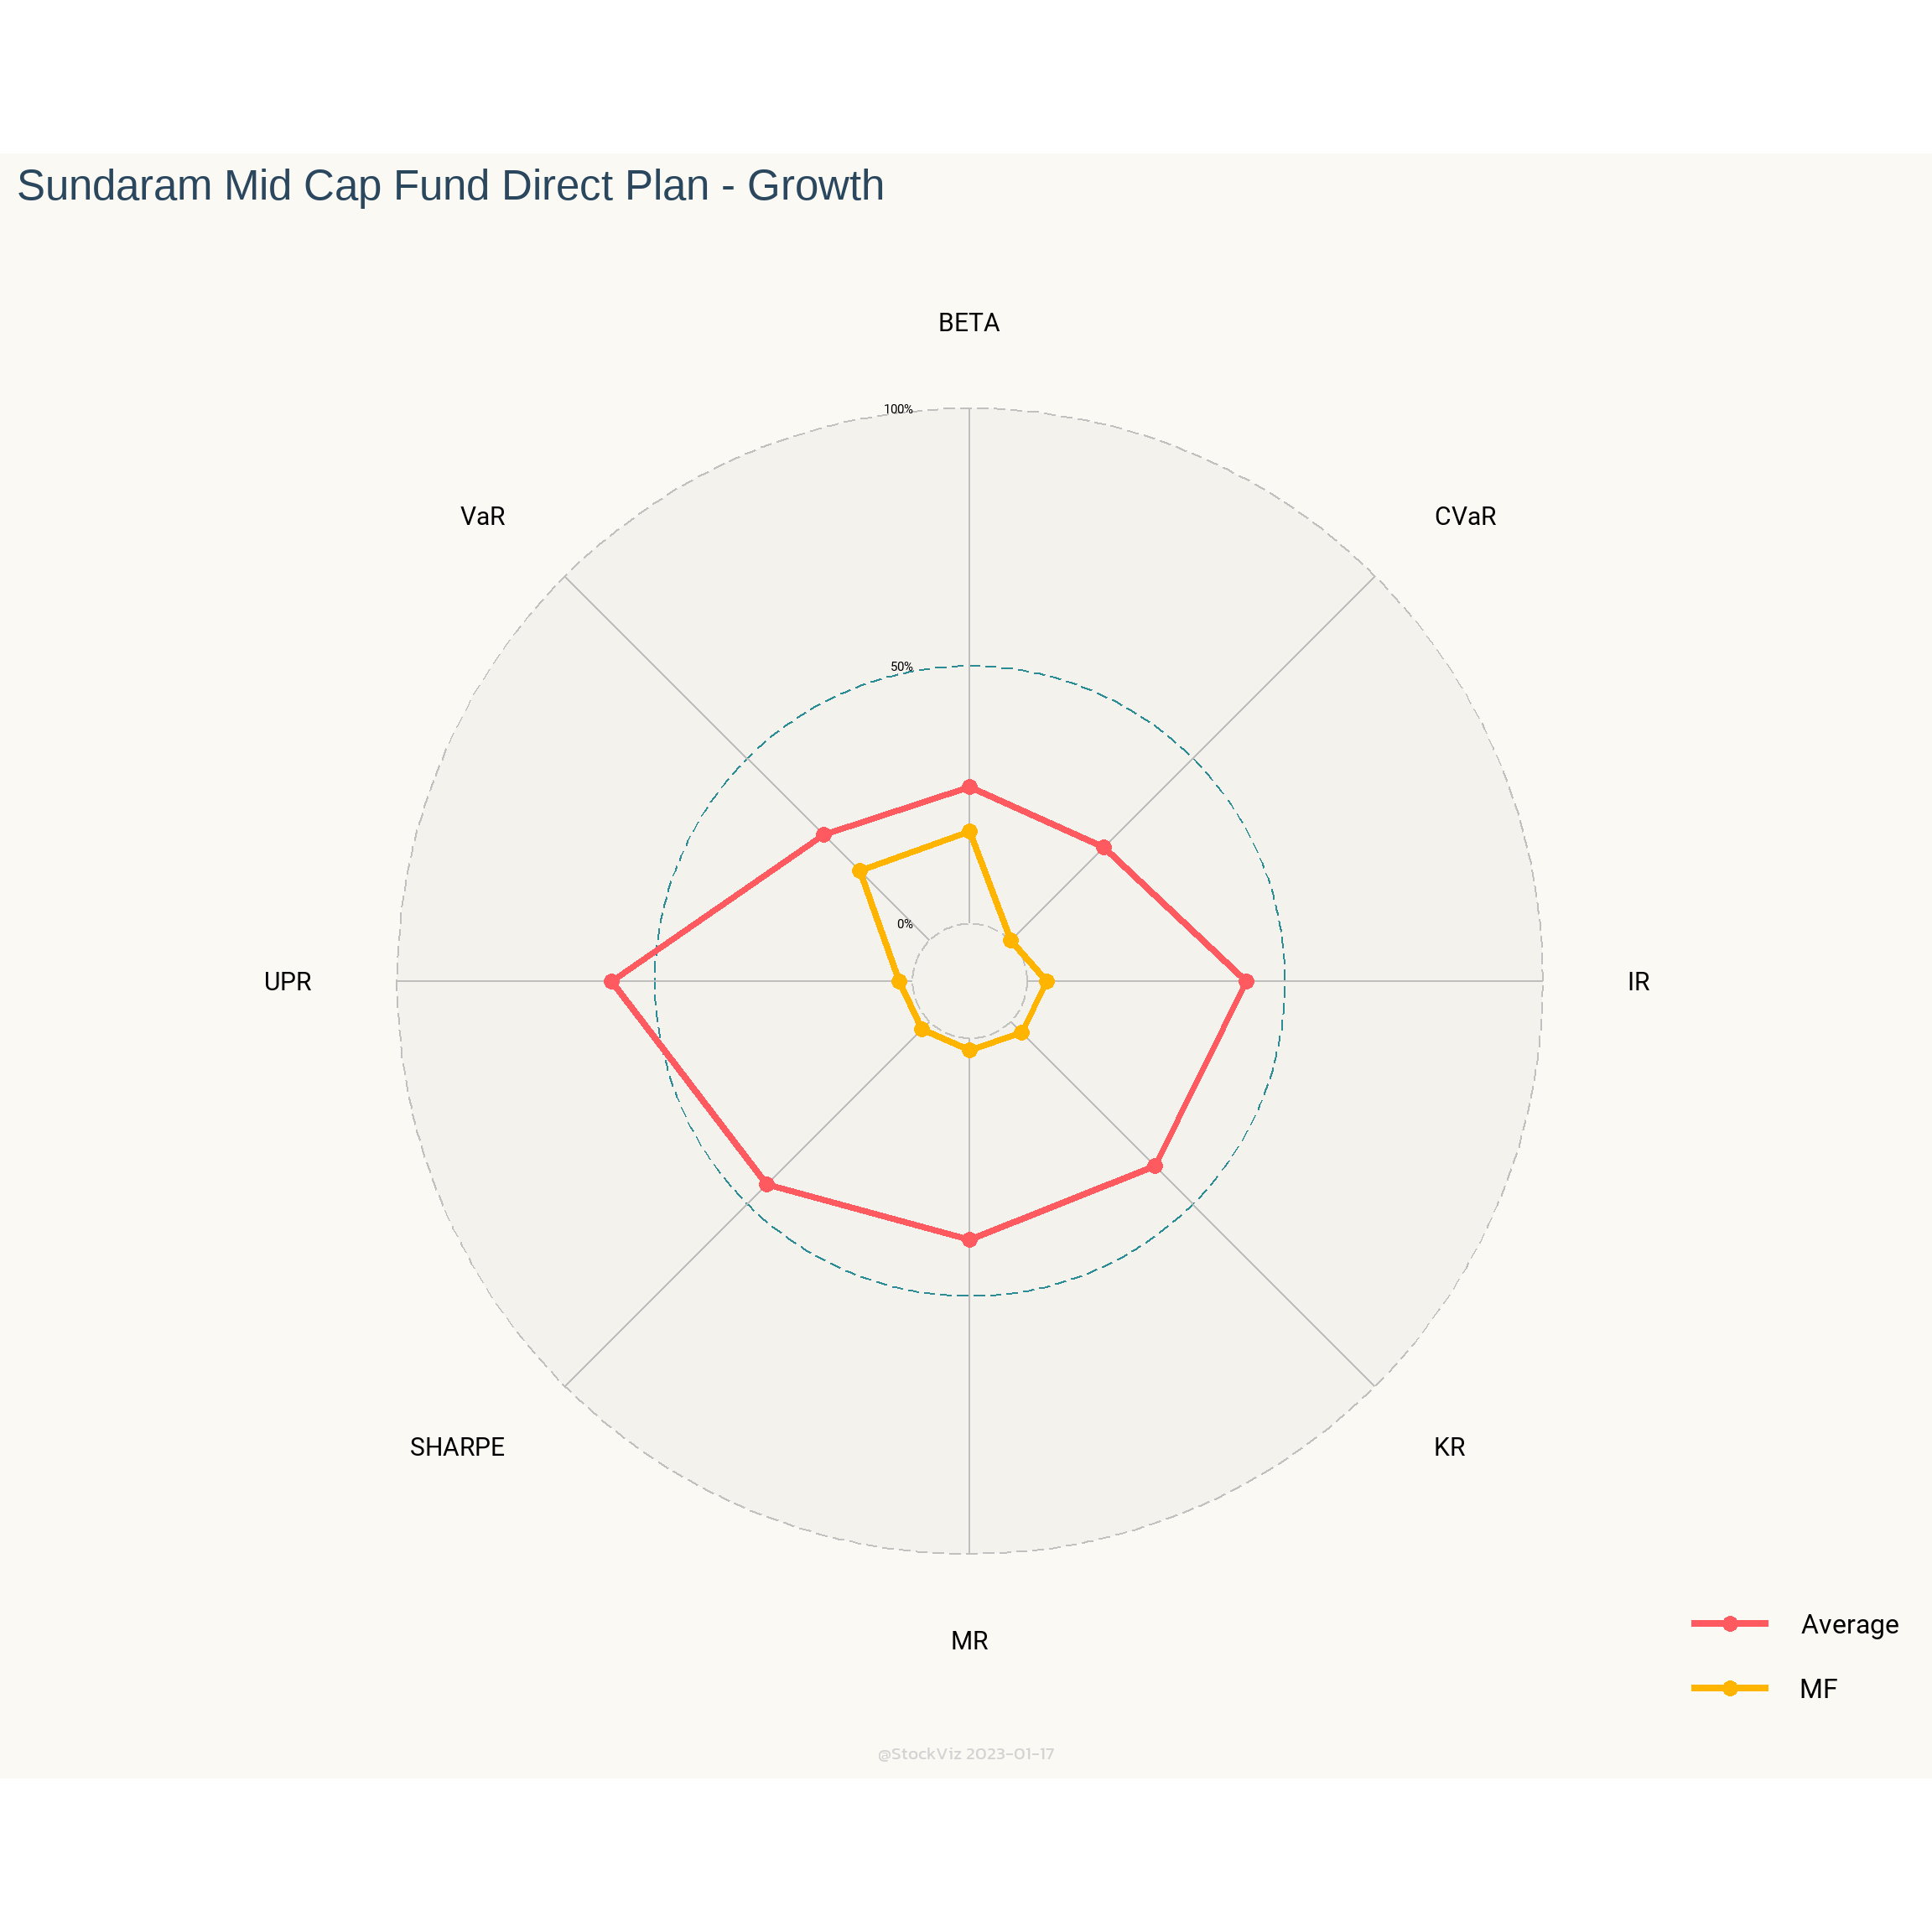 Sundaram Mid Cap Fund Direct Plan - Growth
BETA
100%
VaR
CVaR
50%
0%
UPR
IR
SHARPE
KR
MR
Average
MF
@StockViz 2023-01-17